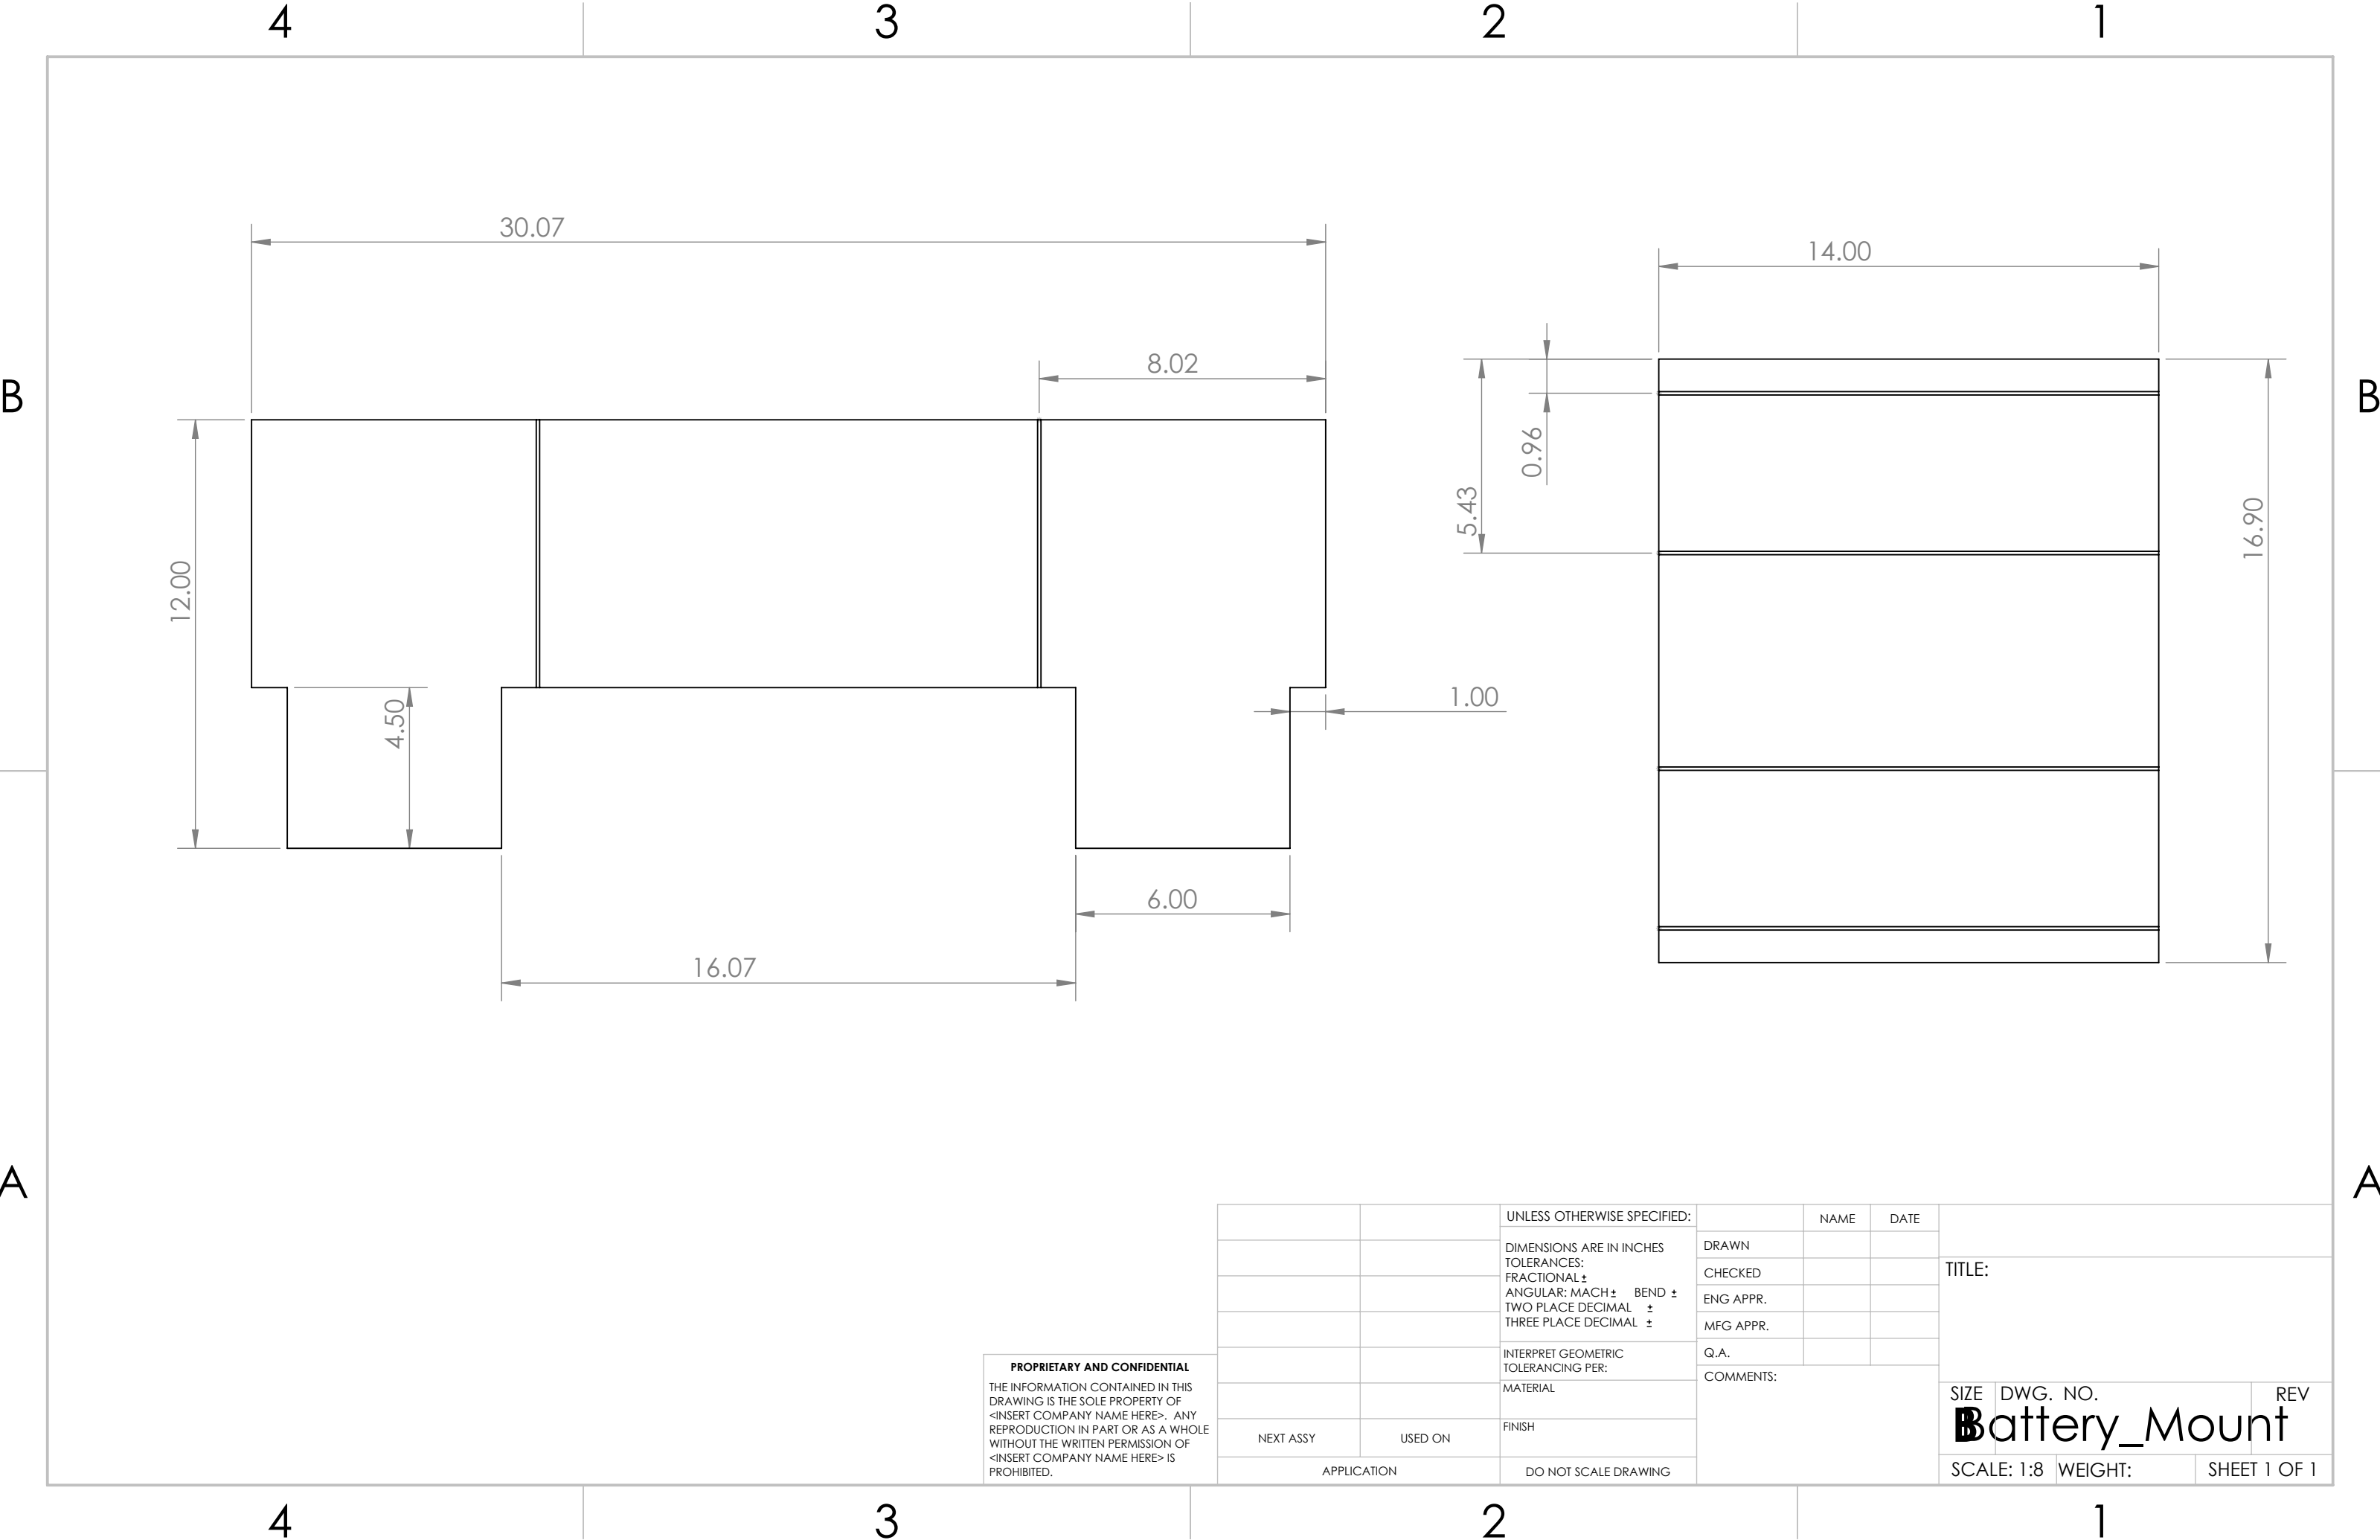 4 3 2 1
30.07
14.00
8.02
B B
0.96
5.43
16.90
12.00
4.50
1.00
6.00
16.07
A A
UNLESS OTHERWISE SPECIFIED:
DIMENSIONS ARE IN INCHES
TOLERANCES:
FRACTIONAL ±
ANGULAR: MACH ± BEND ±
TWO PLACE DECIMAL ±
THREE PLACE DECIMAL ±
INTERPRET GEOMETRIC
TOLERANCING PER:
MATERIAL
FINISH
DO NOT SCALE DRAWING
NAME DATE
DRAWN
CHECKED
ENG APPR.
MFG APPR.
Q.A.
COMMENTS:
PROPRIETARY AND CONFIDENTIAL
THE INFORMATION CONTAINED IN THIS
DRAWING IS THE SOLE PROPERTY OF
<INSERT COMPANY NAME HERE>. ANY
REPRODUCTION IN PART OR AS A WHOLE
WITHOUT THE WRITTEN PERMISSION OF
<INSERT COMPANY NAME HERE> IS
PROHIBITED.
NEXT ASSY USED ON
APPLICATION
TITLE:
SIZE DWG. NO. REV
B Battery_Mount
SCALE: 1:8 WEIGHT: SHEET 1 OF 1
4 3 2 1